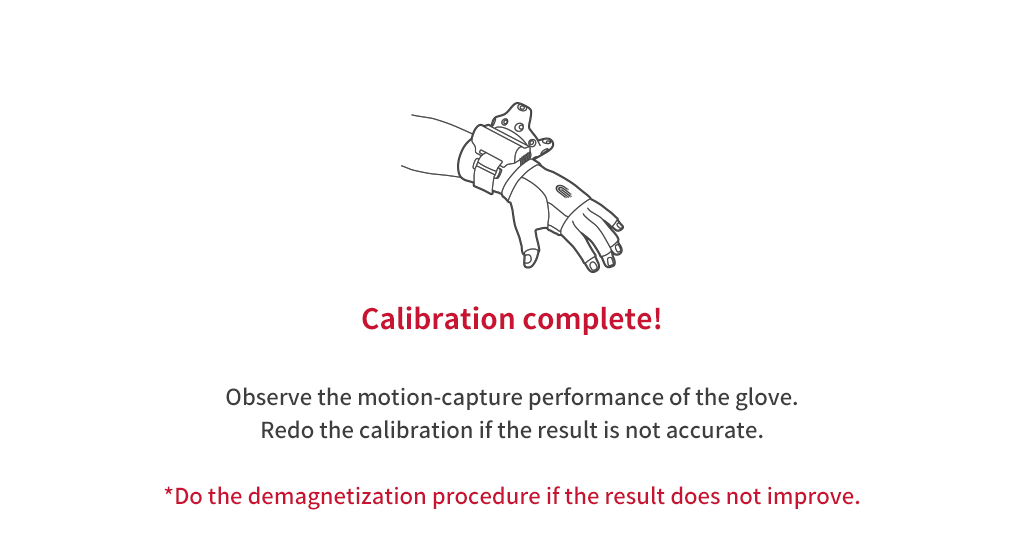 Calibration complete!
Observe the motion-capture performance of the glove.
Redo the calibration if the result is not accurate.
*Do the demagnetization procedure if the result does not improve.